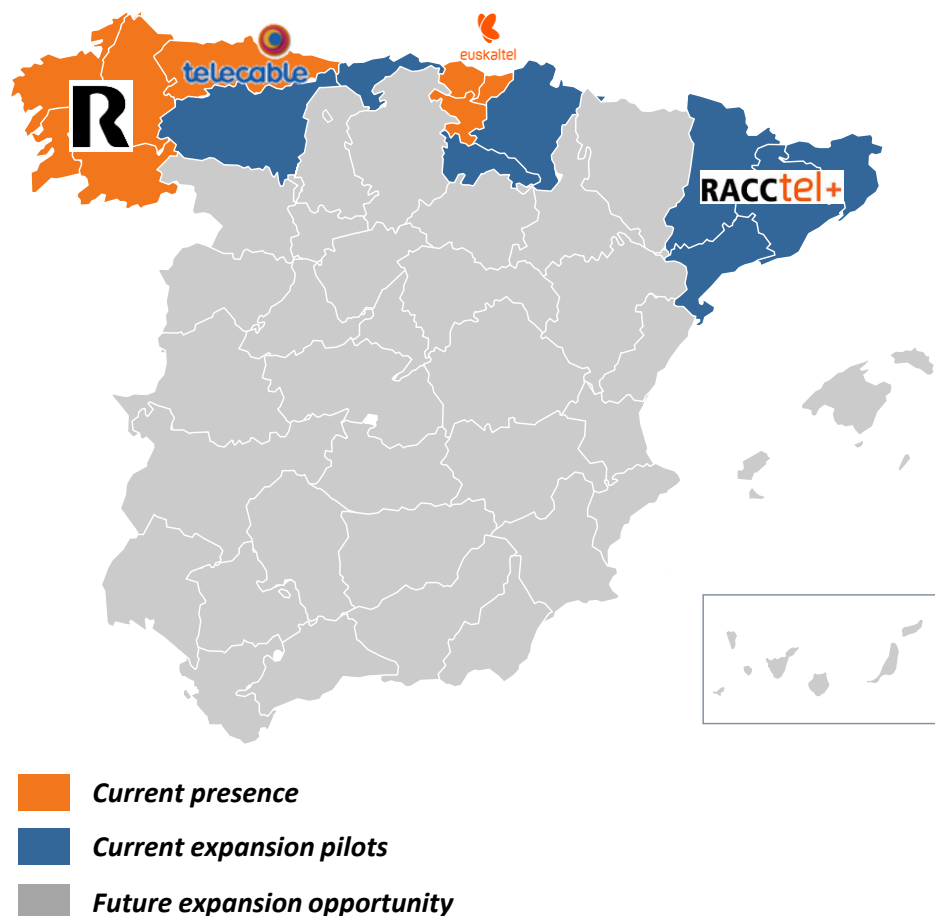 telecable
euskaltel
R
RACCtel+
Current presence
Current expansion pilots
Future expansion opportunity